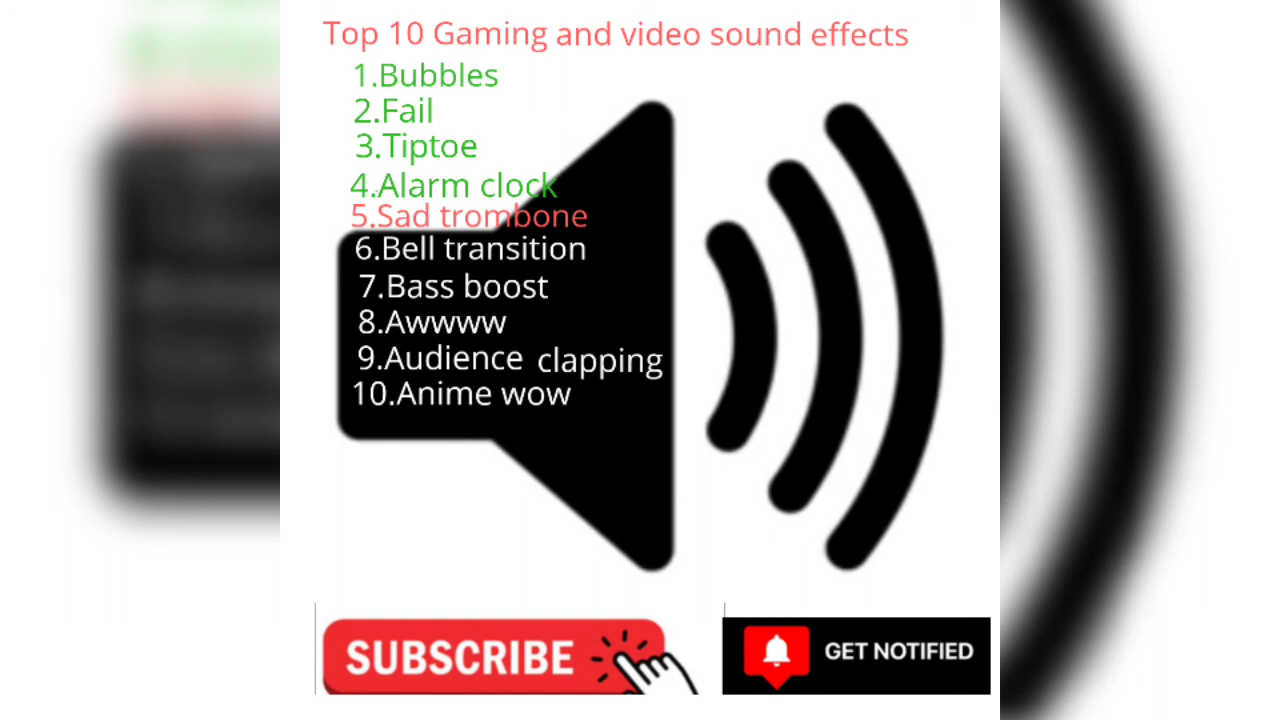 Top 10 Gaming and video sound effects
1.Bubbles
2.Fail
3.Tiptoe
4.Alarm clock
5.Sad trombone
6.Bell transition
7.Bass boost
8.Awwww
9.Audience clapping
10.Anime wow
SUBSCRIBE
GET NOTIFIED